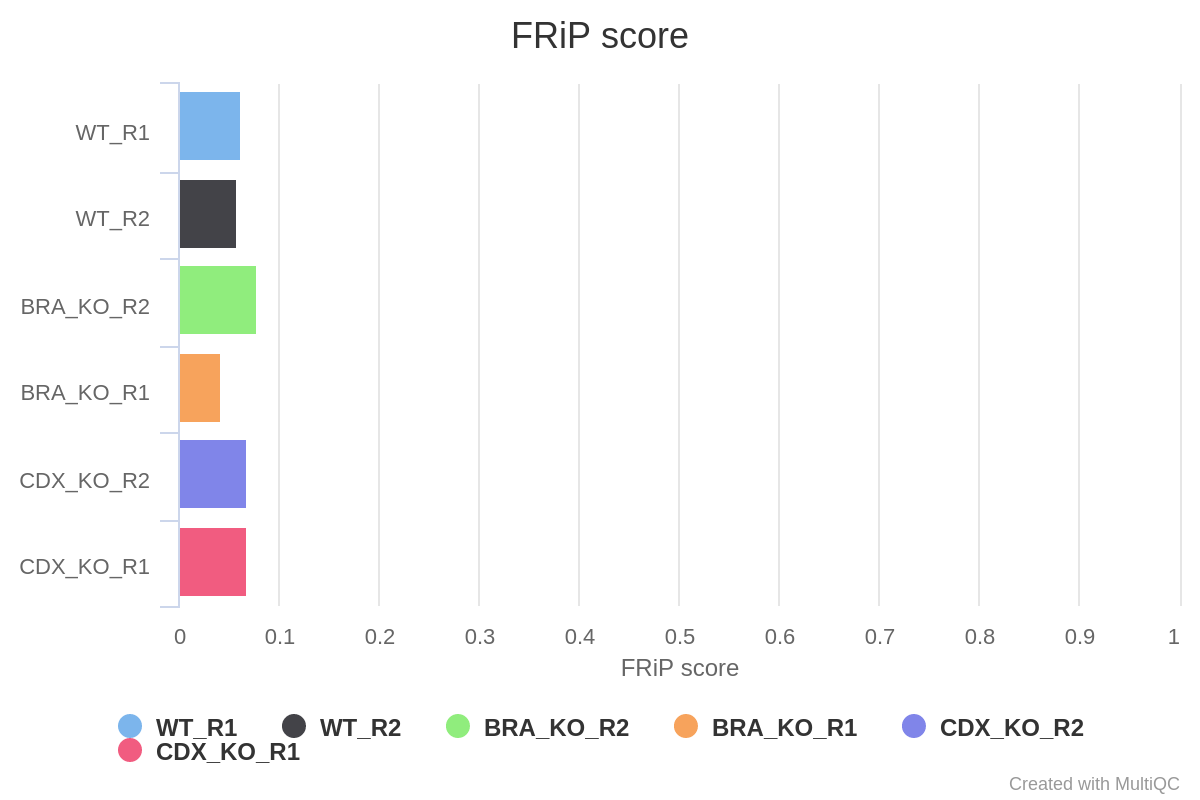 FRiP score
WT_R1
WT_R2
BRA_KO_R2
BRA_KO_R1
CDX_KO_R2
CDX_KO_R1
0 0.1 0.2 0.3 0.4 0.5 0.6 0.7 0.8 0.9 1
FRiP score
WT_R1 WT_R2 BRA_KO_R2 BRA_KO_R1 CDX_KO_R2
CDX_KO_R1
Created with MultiQC